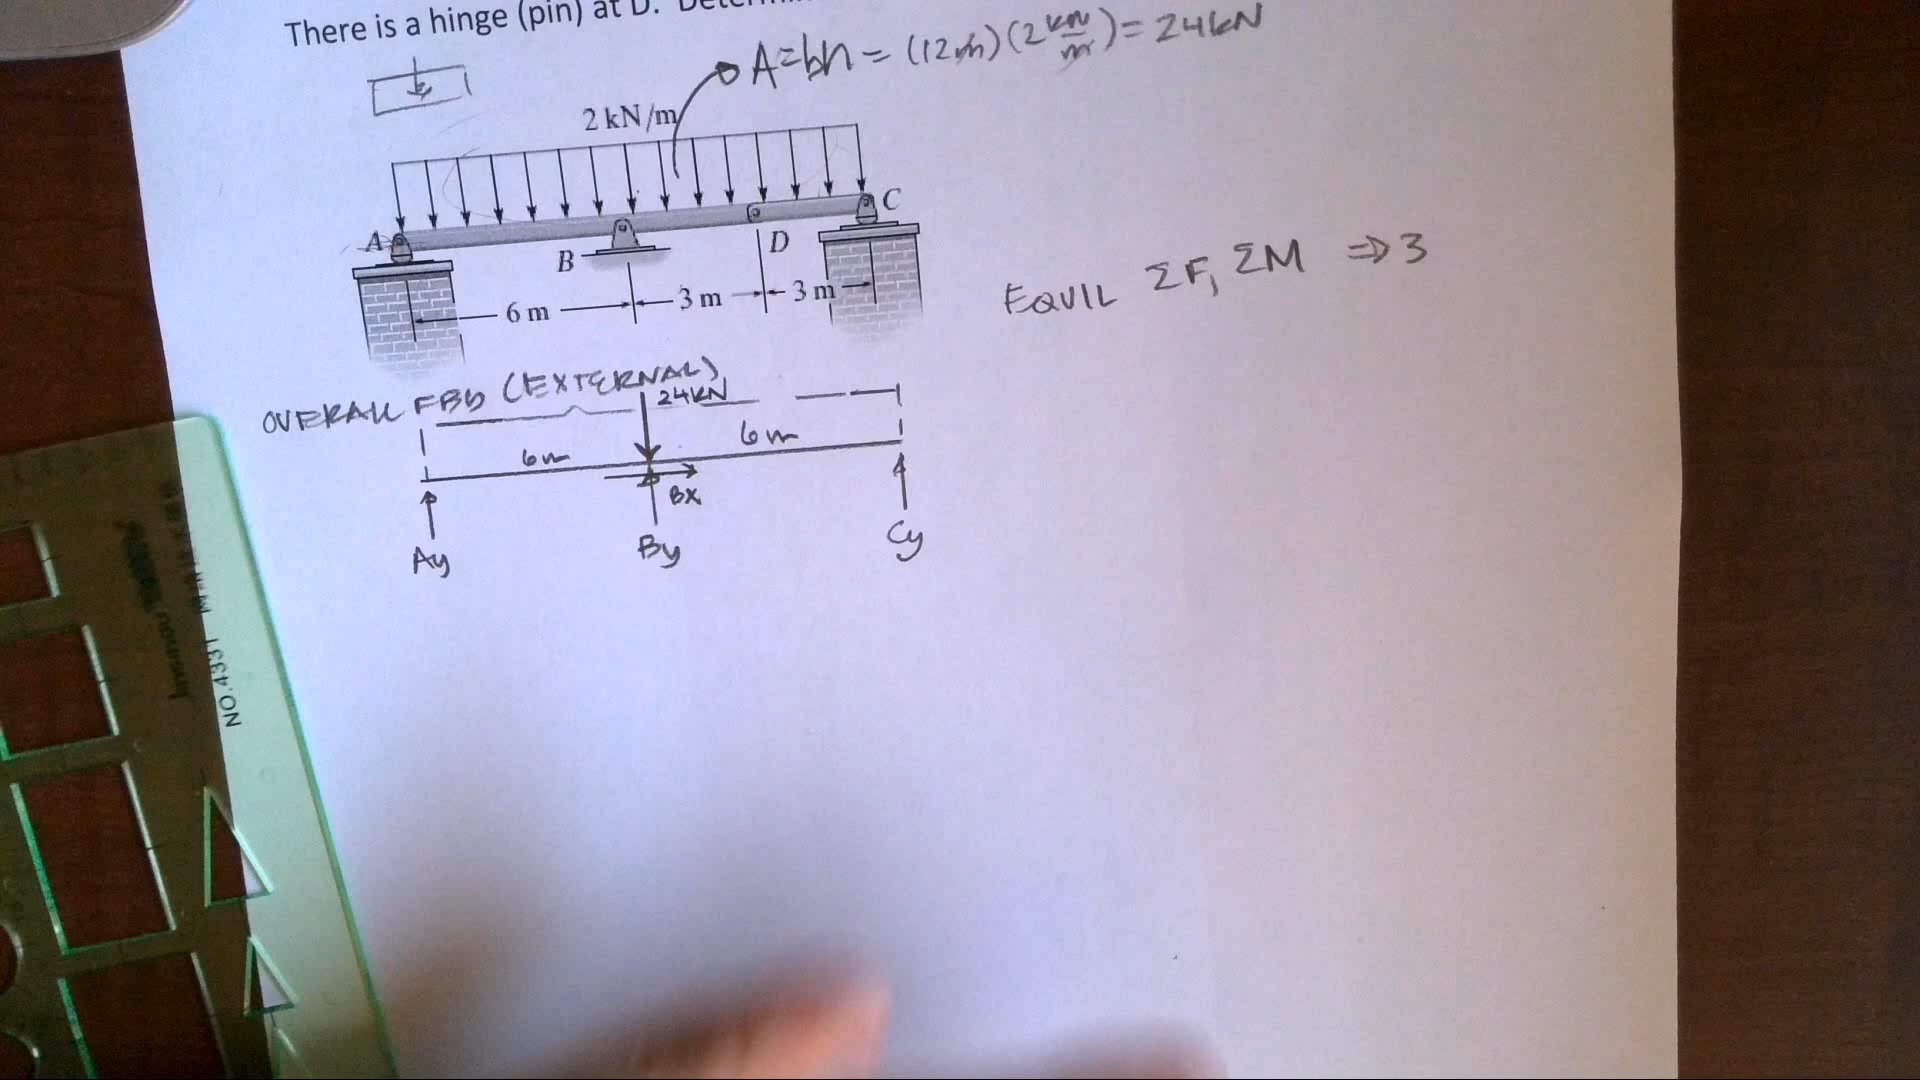 There is a hinge (pin) at D.
A=bh = (12m)(2 kN/m) = 24kN
2 kN/m
A
B
D
C
6 m
3 m
3 m
EQUIL ΣF, ΣM ⇒ 3
OVERALL FBD (EXTERNAL)
24KN
6m
6m
Bx
Ay
By
Cy
NO.4331